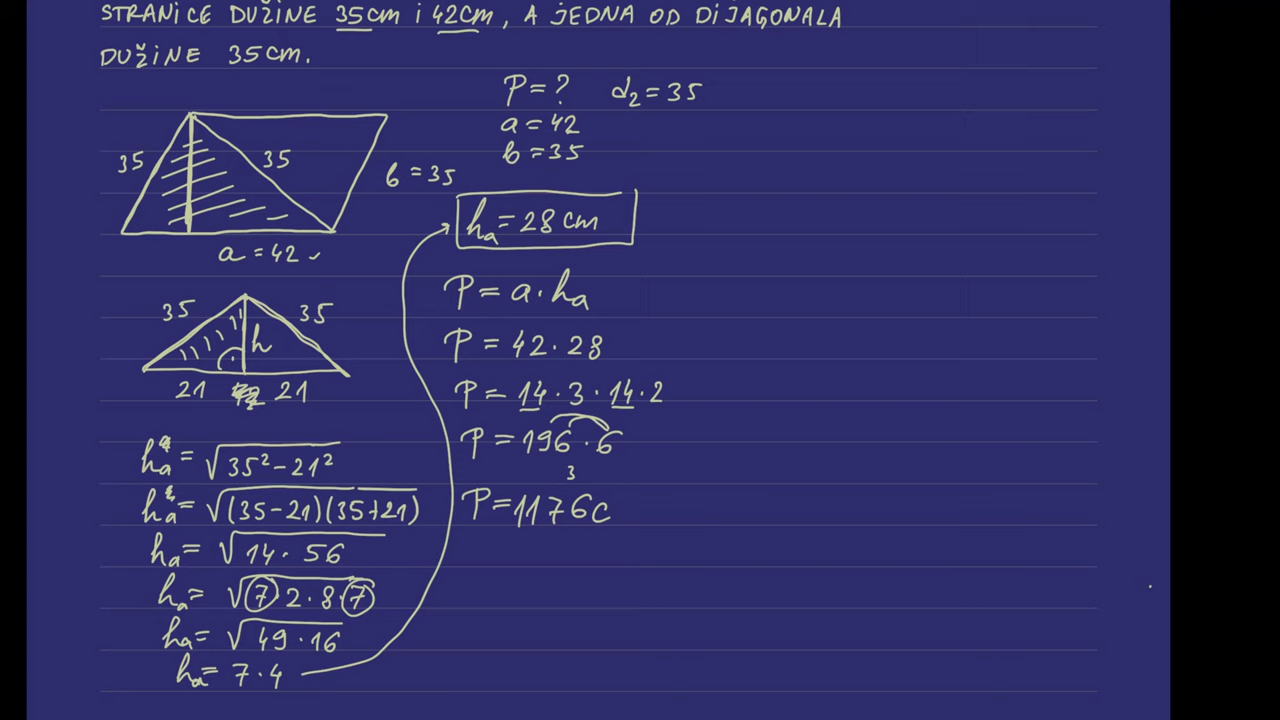 STRANICE DUŽINE 35cm i 42cm, A JEDNA OD DIJAGONALA
DUŽINE 35cm.
P=? d₂=35
a=42
b=35
35
35
b=35
a=42
hₐ=28cm
35
35
h
21
21
hₐ=√35²-21²
hₐ=√(35-21)(35+21)
hₐ=√14·56
hₐ=√7 2·8·7
hₐ=√49·16
hₐ=7·4
P=a·hₐ
P=42·28
P=14·3·14·2
P=196·6
3
P=1176c